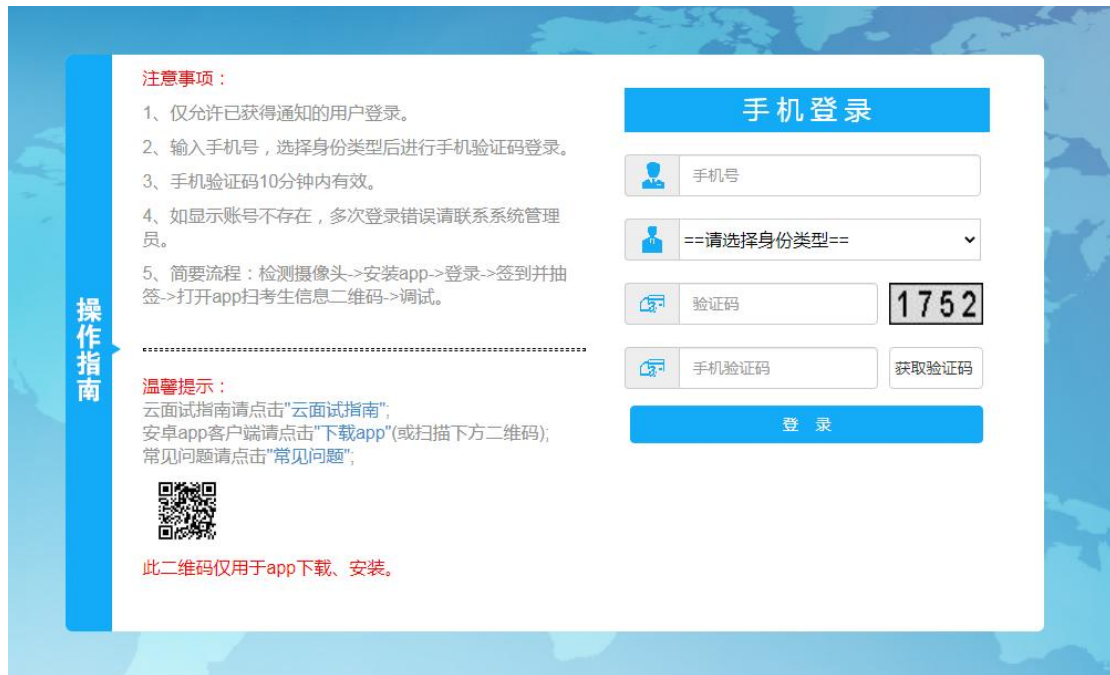 操作指南
注意事项：
1、仅允许已获得通知的用户登录。
2、输入手机号，选择身份类型后进行手机验证码登录。
3、手机验证码10分钟内有效。
4、如显示账号不存在，多次登录错误请联系系统管理
员。
5、简要流程：检测摄像头->安装app->登录->签到并抽
签->打开app扫考生信息二维码->调试。
温馨提示：
云面试指南请点击"云面试指南";
安卓app客户端请点击"下载app"(或扫描下方二维码);
常见问题请点击"常见问题";
此二维码仅用于app下载、安装。
手机登录
手机号
==请选择身份类型==
验证码
1752
手机验证码
获取验证码
登 录